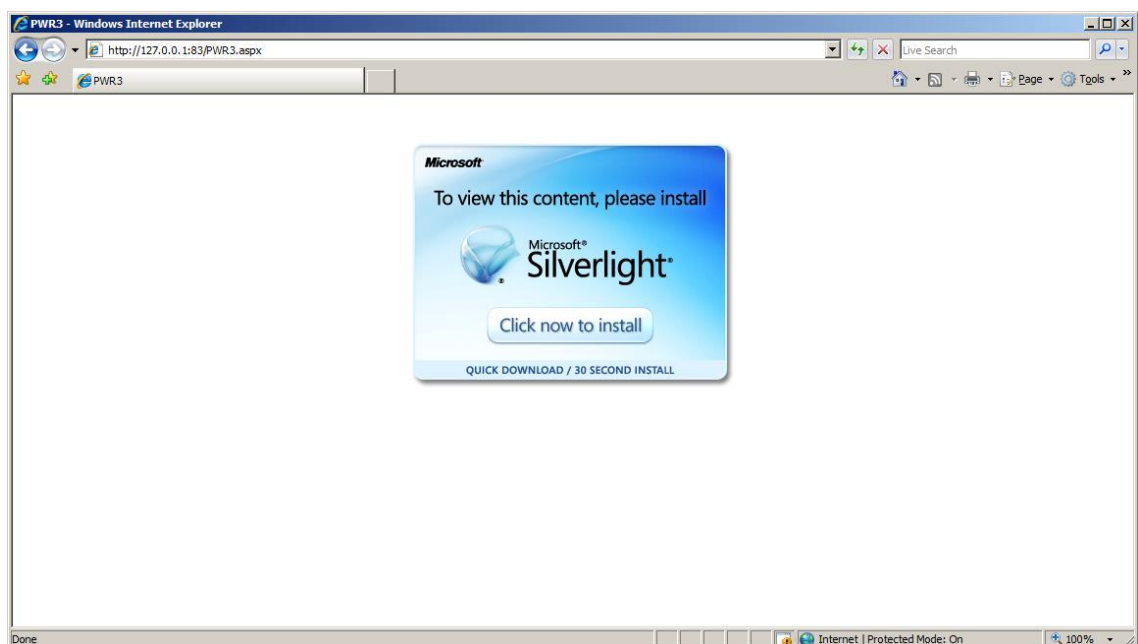 PWR3 - Windows Internet Explorer
http://127.0.0.1:83/PWR3.aspx
Live Search
PWR3
Page
Tools
Microsoft
To view this content, please install
Microsoft®
Silverlight®
Click now to install
QUICK DOWNLOAD / 30 SECOND INSTALL
Done
Internet | Protected Mode: On
100%